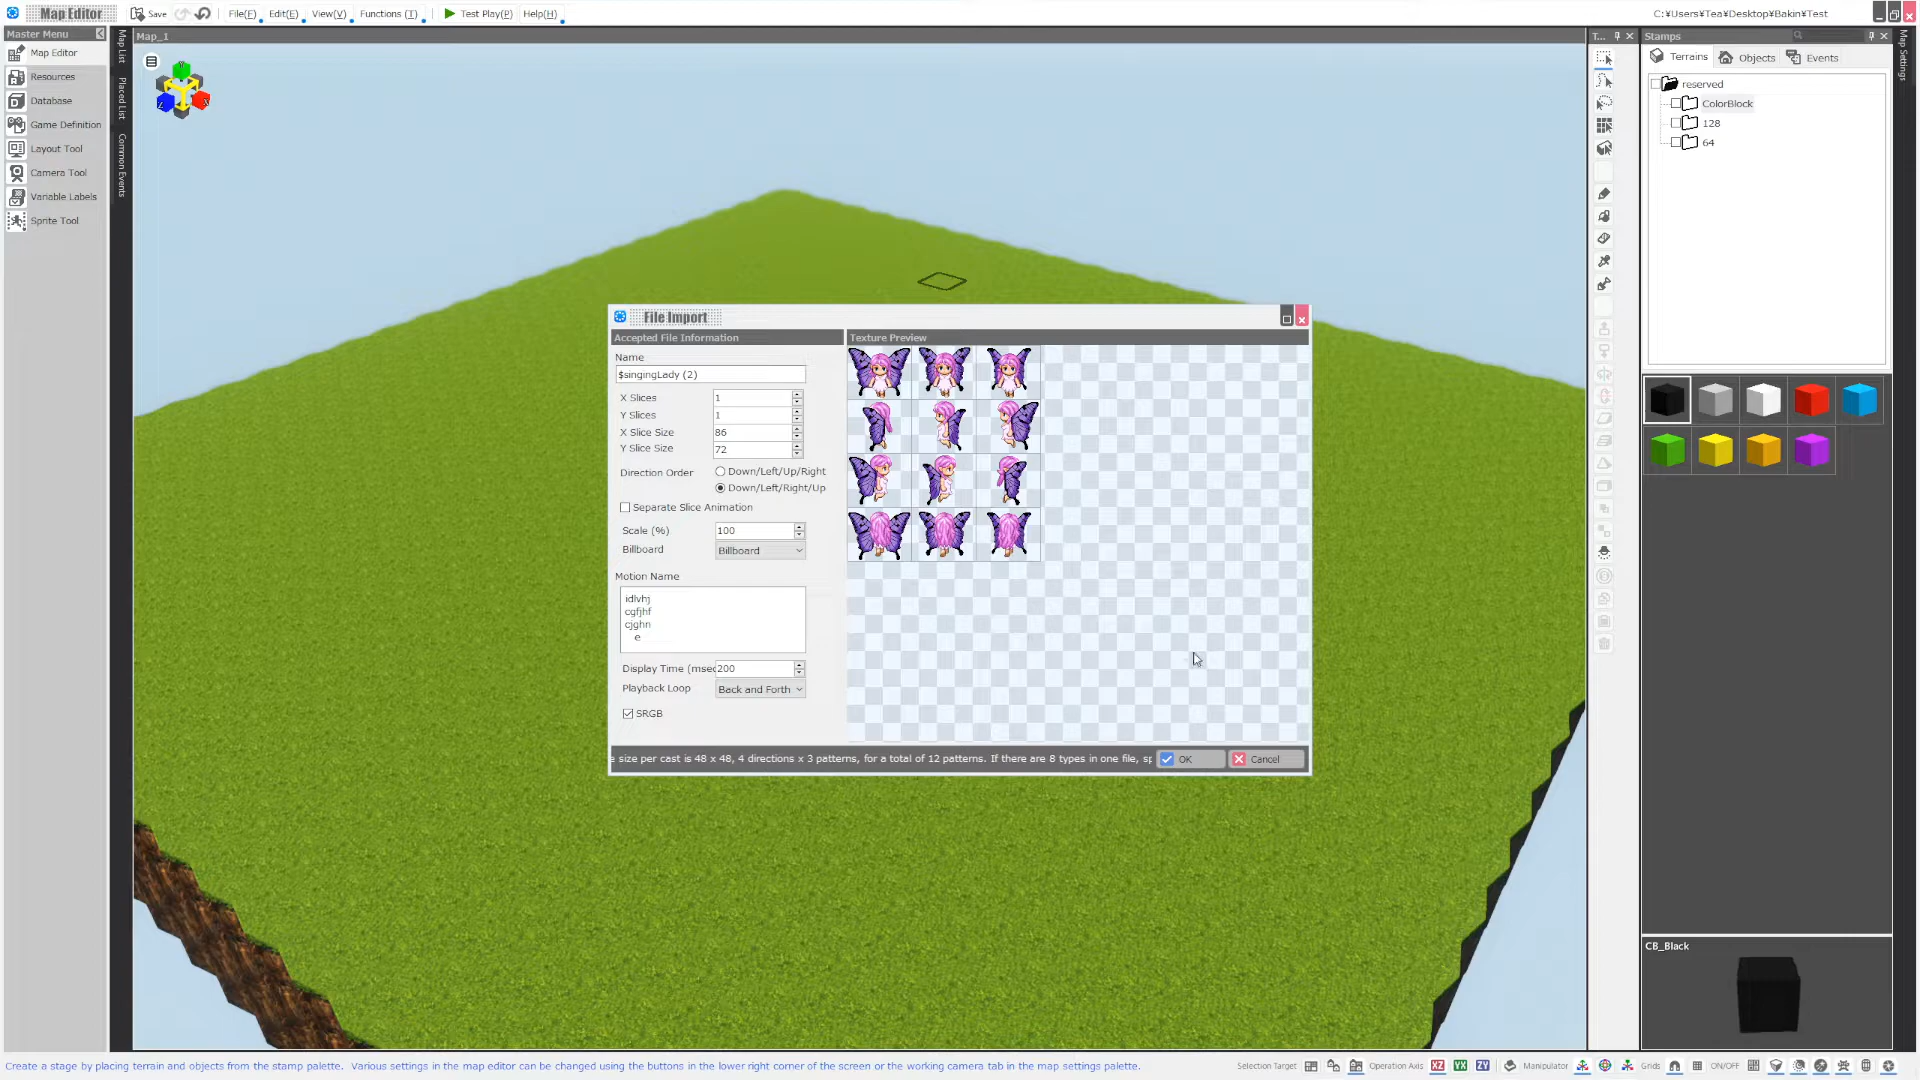 Map Editor
Save
File(F)
Edit(E)
View(V)
Functions (T)
Test Play(P)
Help(H)
C:¥Users¥Tea¥Desktop¥Bakin¥Test
Master Menu
Map Editor
Resources
Database
Game Definition
Layout Tool
Camera Tool
Variable Labels
Sprite Tool
Map List
Placed List
Common Events
Map_1
Y
X
Z
T...
Stamps
Terrains
Objects
Events
reserved
ColorBlock
128
64
Map Settings
File Import
Accepted File Information
Texture Preview
Name
$singingLady (2)
X Slices 1
Y Slices 1
X Slice Size 86
Y Slice Size 72
Direction Order
Down/Left/Up/Right
Down/Left/Right/Up
Separate Slice Animation
Scale (%) 100
Billboard Billboard
Motion Name
idlvhj
cgfjhf
cjghn
e
Display Time (msec 200
Playback Loop Back and Forth
SRGB
e size per cast is 48 x 48, 4 directions x 3 patterns, for a total of 12 patterns. If there are 8 types in one file, sp
OK
Cancel
CB_Black
Create a stage by placing terrain and objects from the stamp palette. Various settings in the map editor can be changed using the buttons in the lower right corner of the screen or the working camera tab in the map settings palette.
Selection Target
Operation Axis
XZ
YX
ZY
Manipulator
Grids
ON/OFF